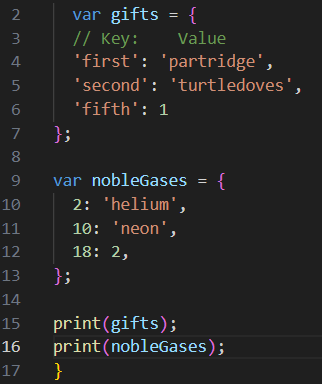 2 var gifts = {
3 // Key:    Value
4 'first': 'partridge',
5 'second': 'turtledoves',
6 'fifth': 1
7 };
8
9 var nobleGases = {
10 2: 'helium',
11 10: 'neon',
12 18: 2,
13 };
14
15 print(gifts);
16 print(nobleGases);
17 }